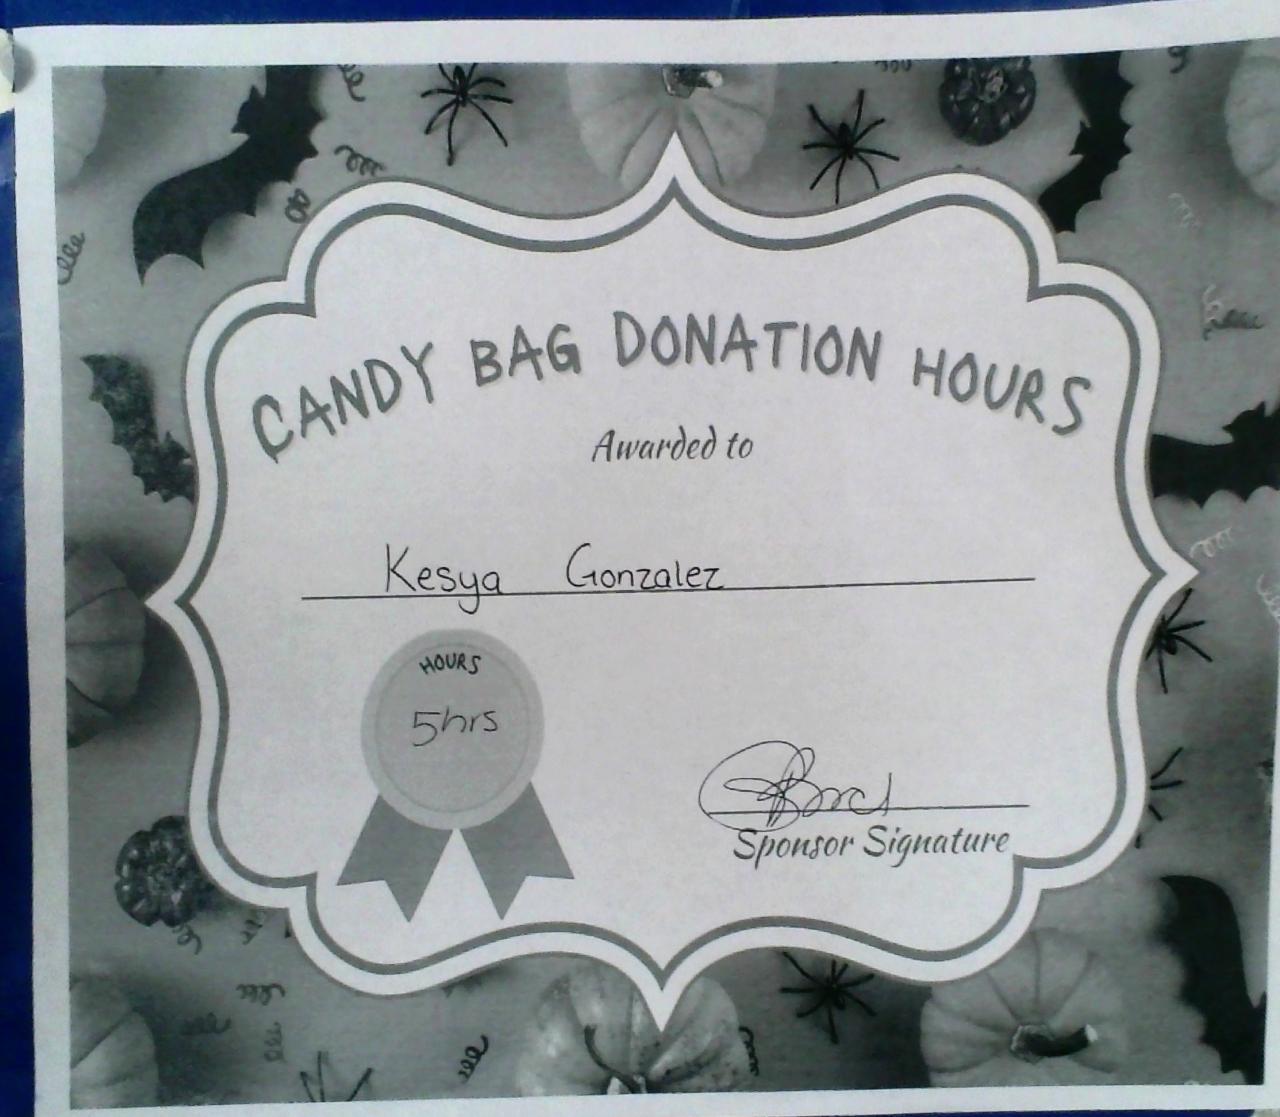 CANDY BAG DONATION HOURS
Awarded to
Kesya Gonzalez
HOURS
5hrs
Sponsor Signature